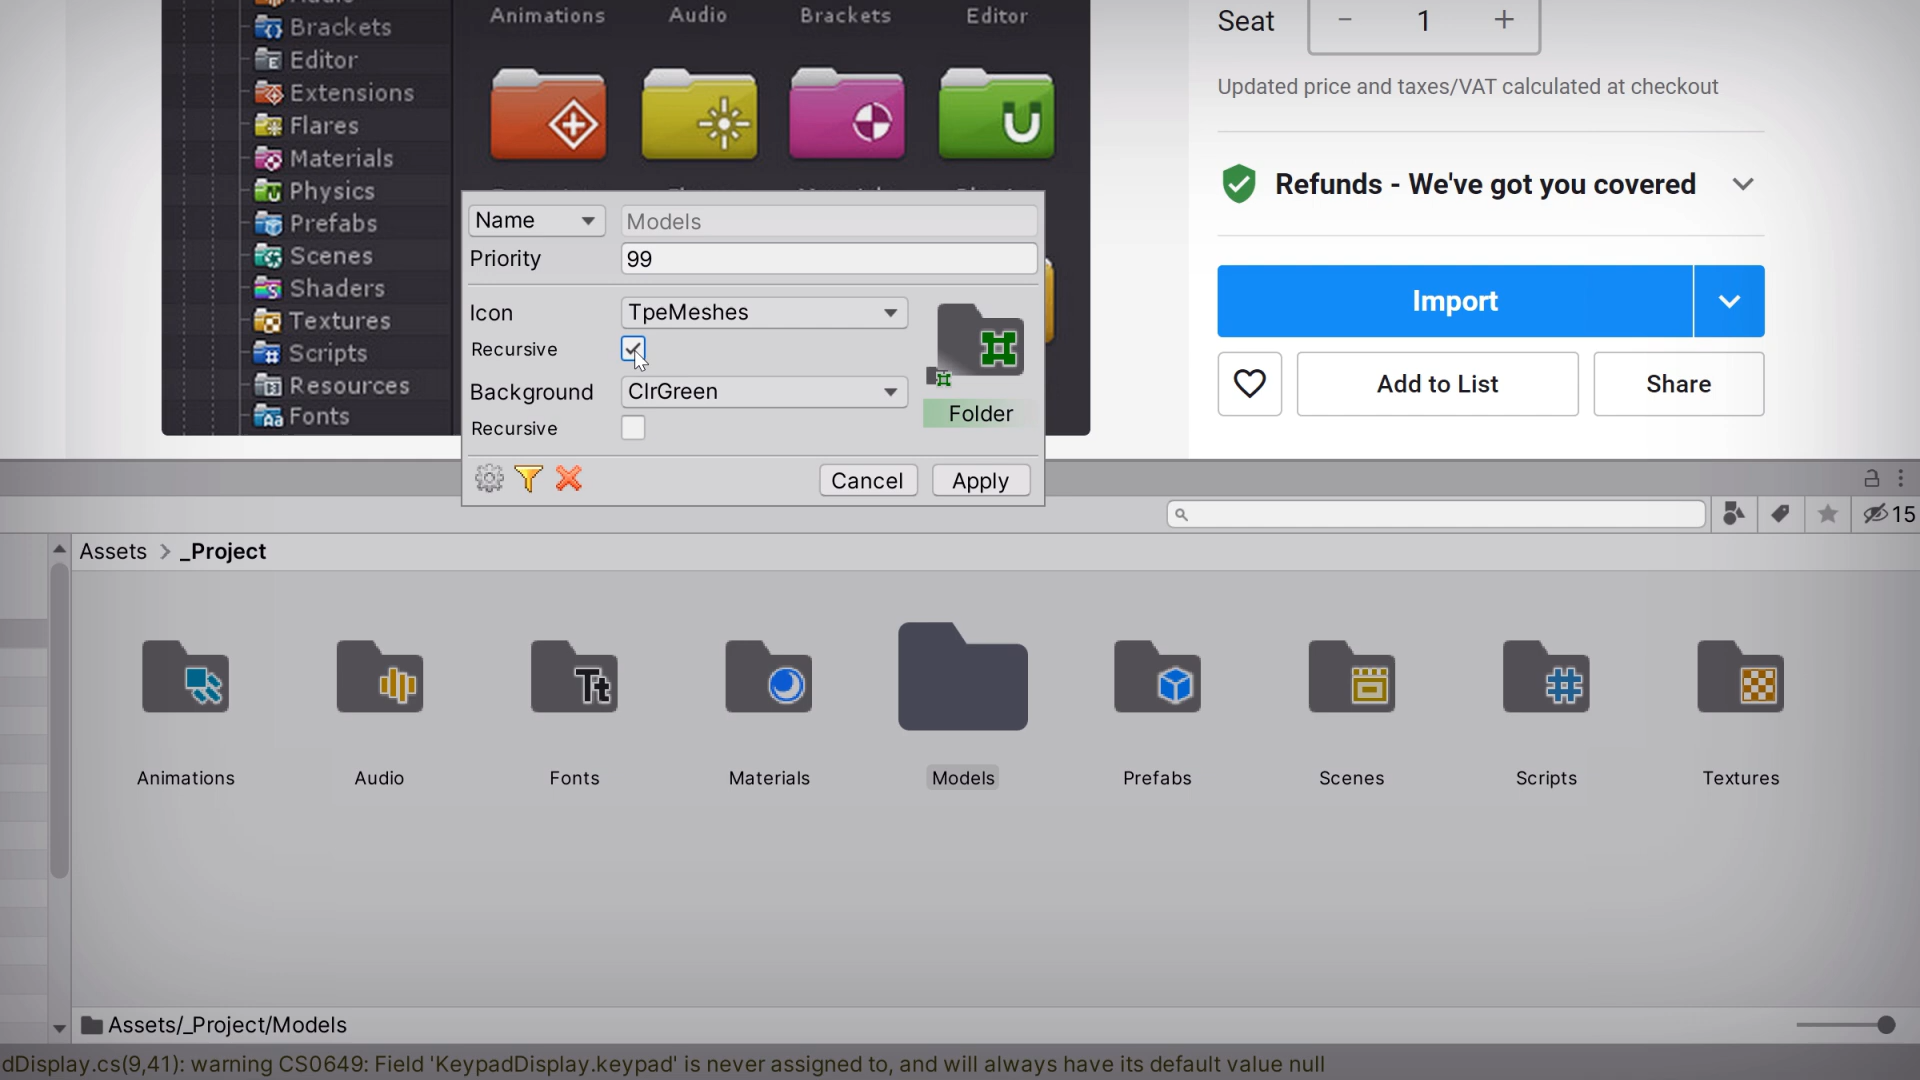 Brackets
Editor
Extensions
Flares
Materials
Physics
Prefabs
Scenes
Shaders
Textures
Scripts
Resources
Fonts
Animations
Audio
Brackets
Editor
Name
Models
Priority
99
Icon
TpeMeshes
Recursive
Background
ClrGreen
Folder
Recursive
Cancel
Apply
Seat
1
Updated price and taxes/VAT calculated at checkout
Refunds - We've got you covered
Import
Add to List
Share
15
Assets > _Project
Animations
Audio
Tt
Fonts
Materials
Models
Prefabs
Scenes
Scripts
Textures
Assets/_Project/Models
dDisplay.cs(9,41): warning CS0649: Field 'KeypadDisplay.keypad' is never assigned to, and will always have its default value null